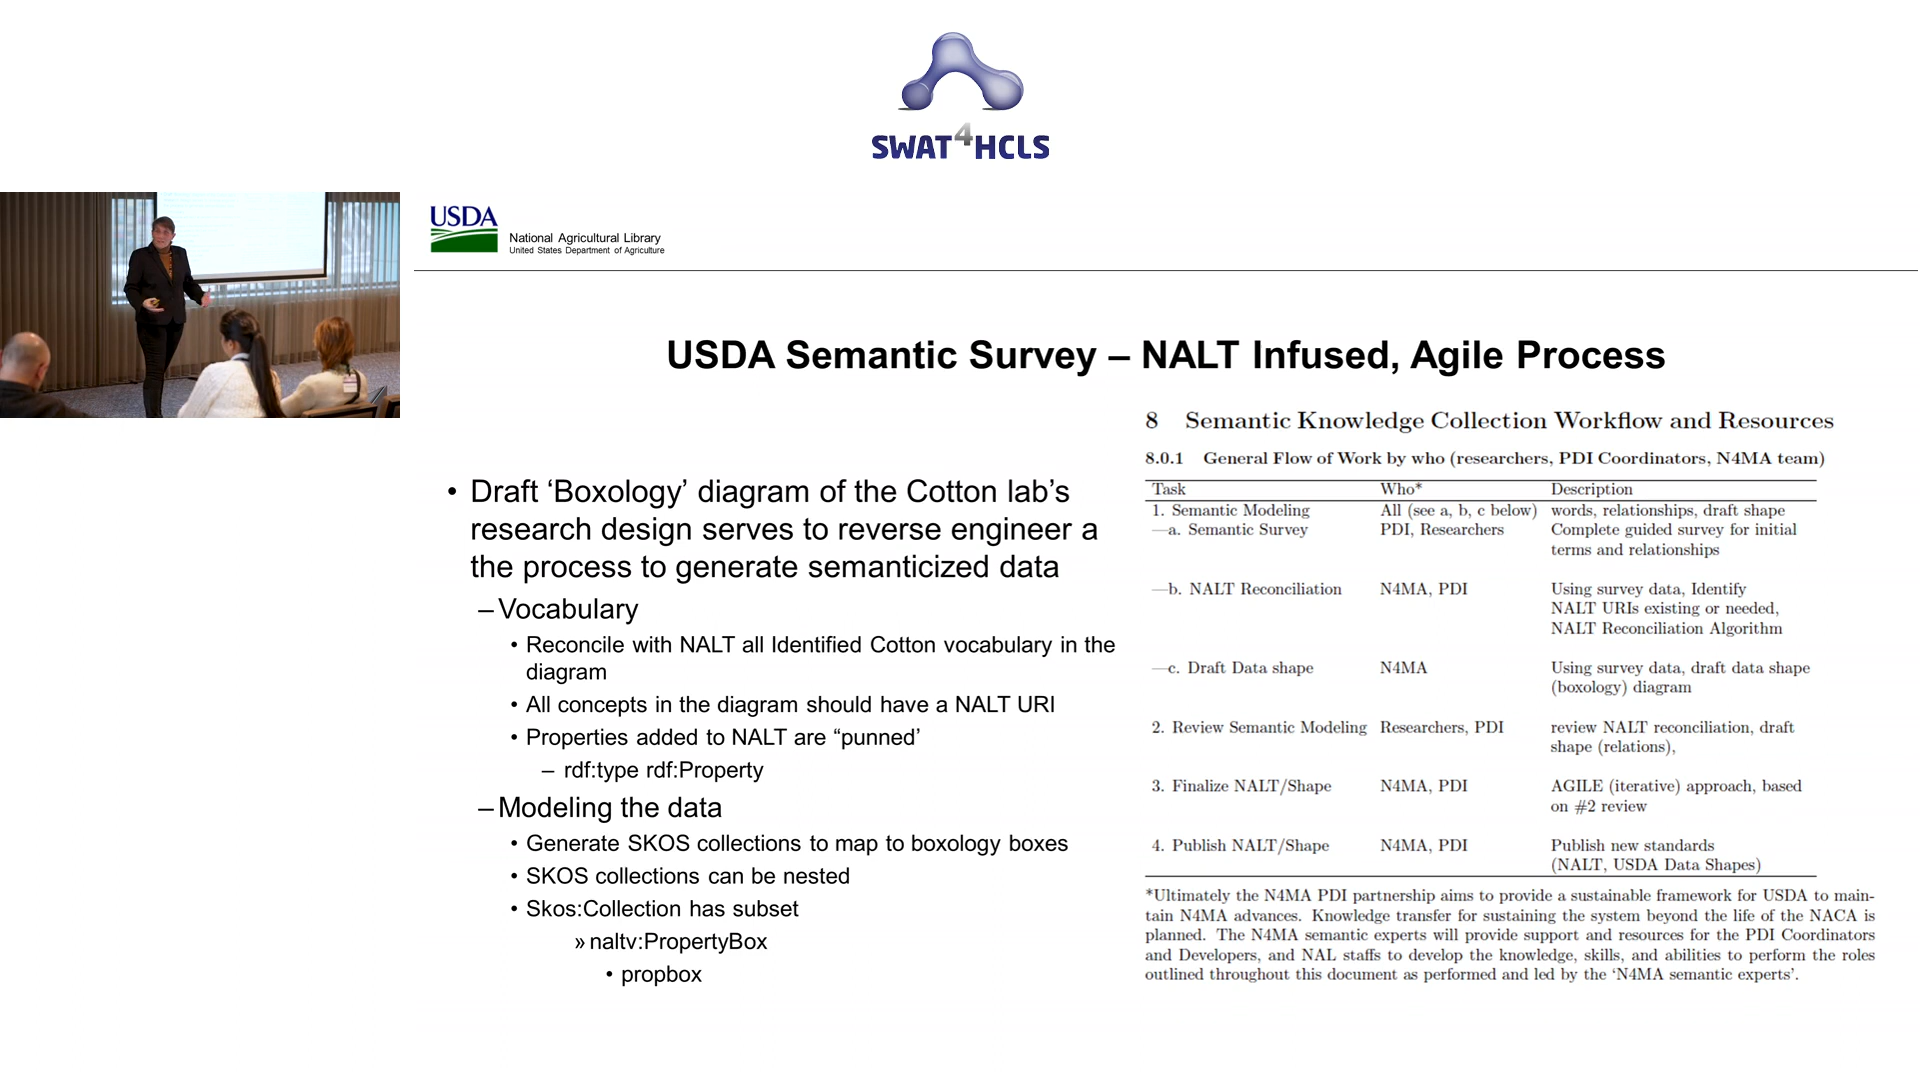 SWAT4HCLS
USDA
National Agricultural Library
United States Department of Agriculture
USDA Semantic Survey – NALT Infused, Agile Process
• Draft ‘Boxology’ diagram of the Cotton lab’s
research design serves to reverse engineer a
the process to generate semanticized data
– Vocabulary
• Reconcile with NALT all Identified Cotton vocabulary in the
diagram
• All concepts in the diagram should have a NALT URI
• Properties added to NALT are “punned’
– rdf:type rdf:Property
– Modeling the data
• Generate SKOS collections to map to boxology boxes
• SKOS collections can be nested
• Skos:Collection has subset
» naltv:PropertyBox
• propbox
8 Semantic Knowledge Collection Workflow and Resources
8.0.1 General Flow of Work by who (researchers, PDI Coordinators, N4MA team)
Task Who* Description
1. Semantic Modeling All (see a, b, c below) words, relationships, draft shape
—a. Semantic Survey PDI, Researchers Complete guided survey for initial
terms and relationships
—b. NALT Reconciliation N4MA, PDI Using survey data, Identify
NALT URIs existing or needed,
NALT Reconciliation Algorithm
—c. Draft Data shape N4MA Using survey data, draft data shape
(boxology) diagram
2. Review Semantic Modeling Researchers, PDI review NALT reconciliation, draft
shape (relations),
3. Finalize NALT/Shape N4MA, PDI AGILE (iterative) approach, based
on #2 review
4. Publish NALT/Shape N4MA, PDI Publish new standards
(NALT, USDA Data Shapes)
*Ultimately the N4MA PDI partnership aims to provide a sustainable framework for USDA to main-
tain N4MA advances. Knowledge transfer for sustaining the system beyond the life of the NACA is
planned. The N4MA semantic experts will provide support and resources for the PDI Coordinators
and Developers, and NAL staffs to develop the knowledge, skills, and abilities to perform the roles
outlined throughout this document as performed and led by the ‘N4MA semantic experts’.